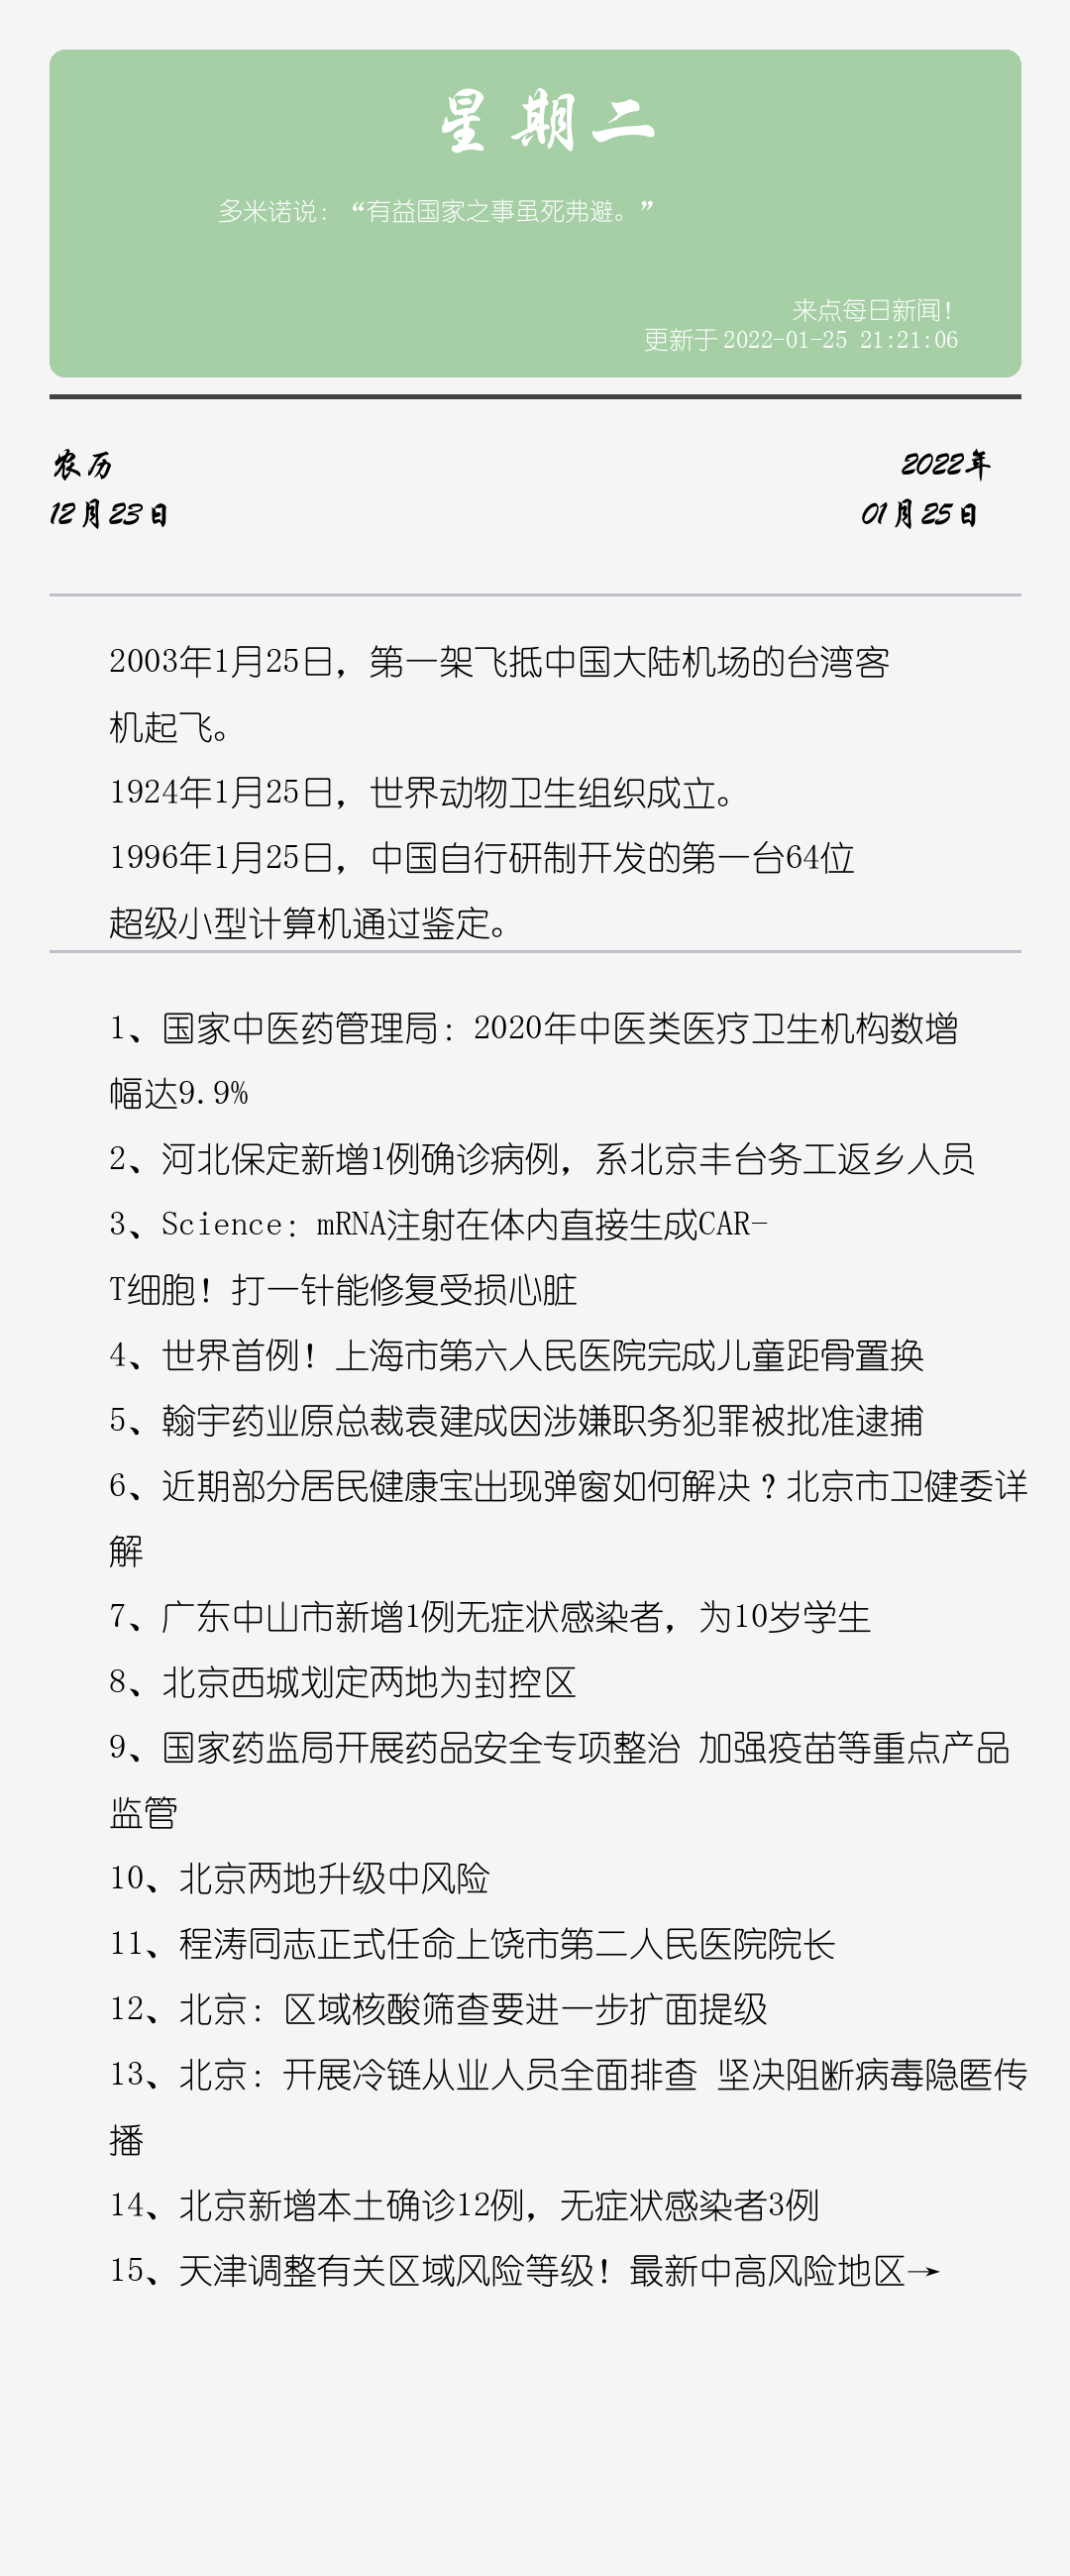 星期二
多米诺说：“有益国家之事虽死弗避。”
来点每日新闻！
更新于 2022-01-25 21:21:06
农历
2022年
12月23日
01月25日
2003年1月25日，第一架飞抵中国大陆机场的台湾客
机起飞。
1924年1月25日，世界动物卫生组织成立。
1996年1月25日，中国自行研制开发的第一台64位
超级小型计算机通过鉴定。
1、国家中医药管理局：2020年中医类医疗卫生机构数增
幅达9.9%
2、河北保定新增1例确诊病例，系北京丰台务工返乡人员
3、Science：mRNA注射在体内直接生成CAR-
T细胞！打一针能修复受损心脏
4、世界首例！上海市第六人民医院完成儿童距骨置换
5、翰宇药业原总裁袁建成因涉嫌职务犯罪被批准逮捕
6、近期部分居民健康宝出现弹窗如何解决？北京市卫健委详
解
7、广东中山市新增1例无症状感染者，为10岁学生
8、北京西城划定两地为封控区
9、国家药监局开展药品安全专项整治 加强疫苗等重点产品
监管
10、北京两地升级中风险
11、程涛同志正式任命上饶市第二人民医院院长
12、北京：区域核酸筛查要进一步扩面提级
13、北京：开展冷链从业人员全面排查 坚决阻断病毒隐匿传
播
14、北京新增本土确诊12例，无症状感染者3例
15、天津调整有关区域风险等级！最新中高风险地区→